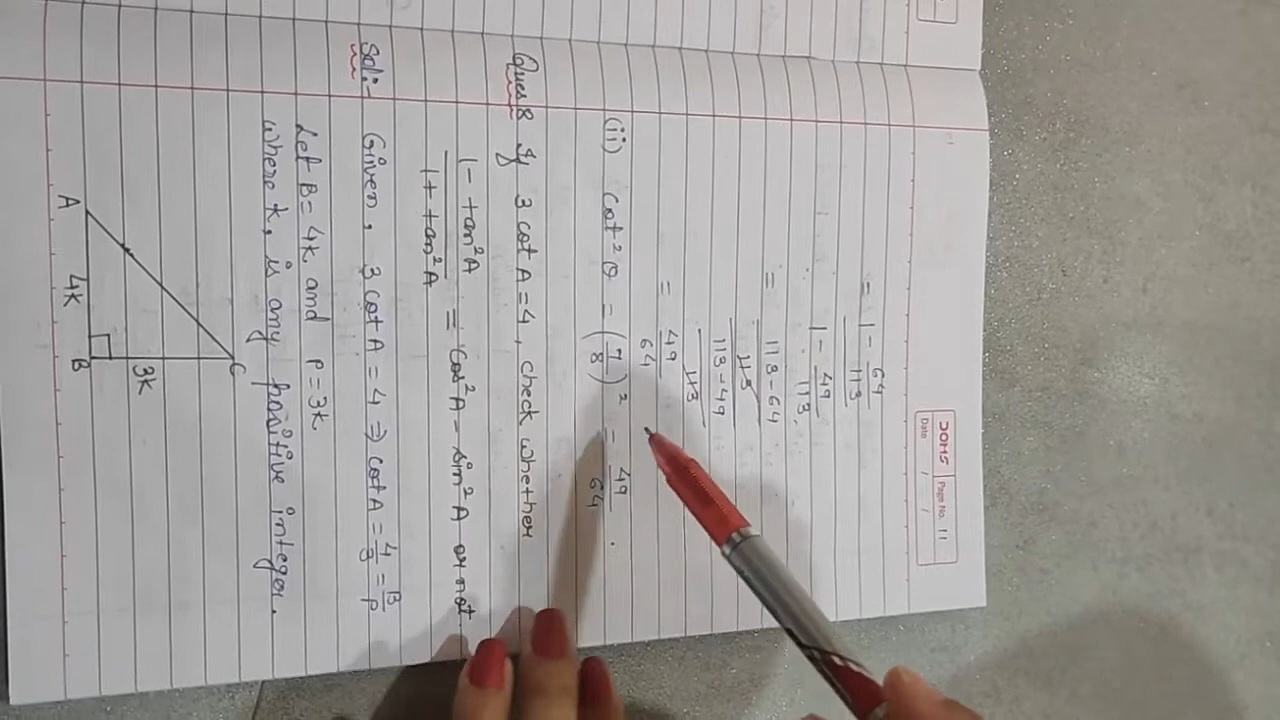 DOMS Page No. 11
Date / /
= 1 - 64/113
1 - 49/113
= 113-64
113
113-49
113
= 49
64
(ii) cot²θ = (7/8)² = 49/64.
Ques8 If 3 cot A = 4, check whether
1 - tan²A / 1 + tan²A = cos²A - sin²A or not
Sol:- Given, 3 cot A = 4 ⇒ cot A = 4/3 = B/P
Let B = 4K and P = 3K,
where K, is any positive integer.
C
3K
A 4K B